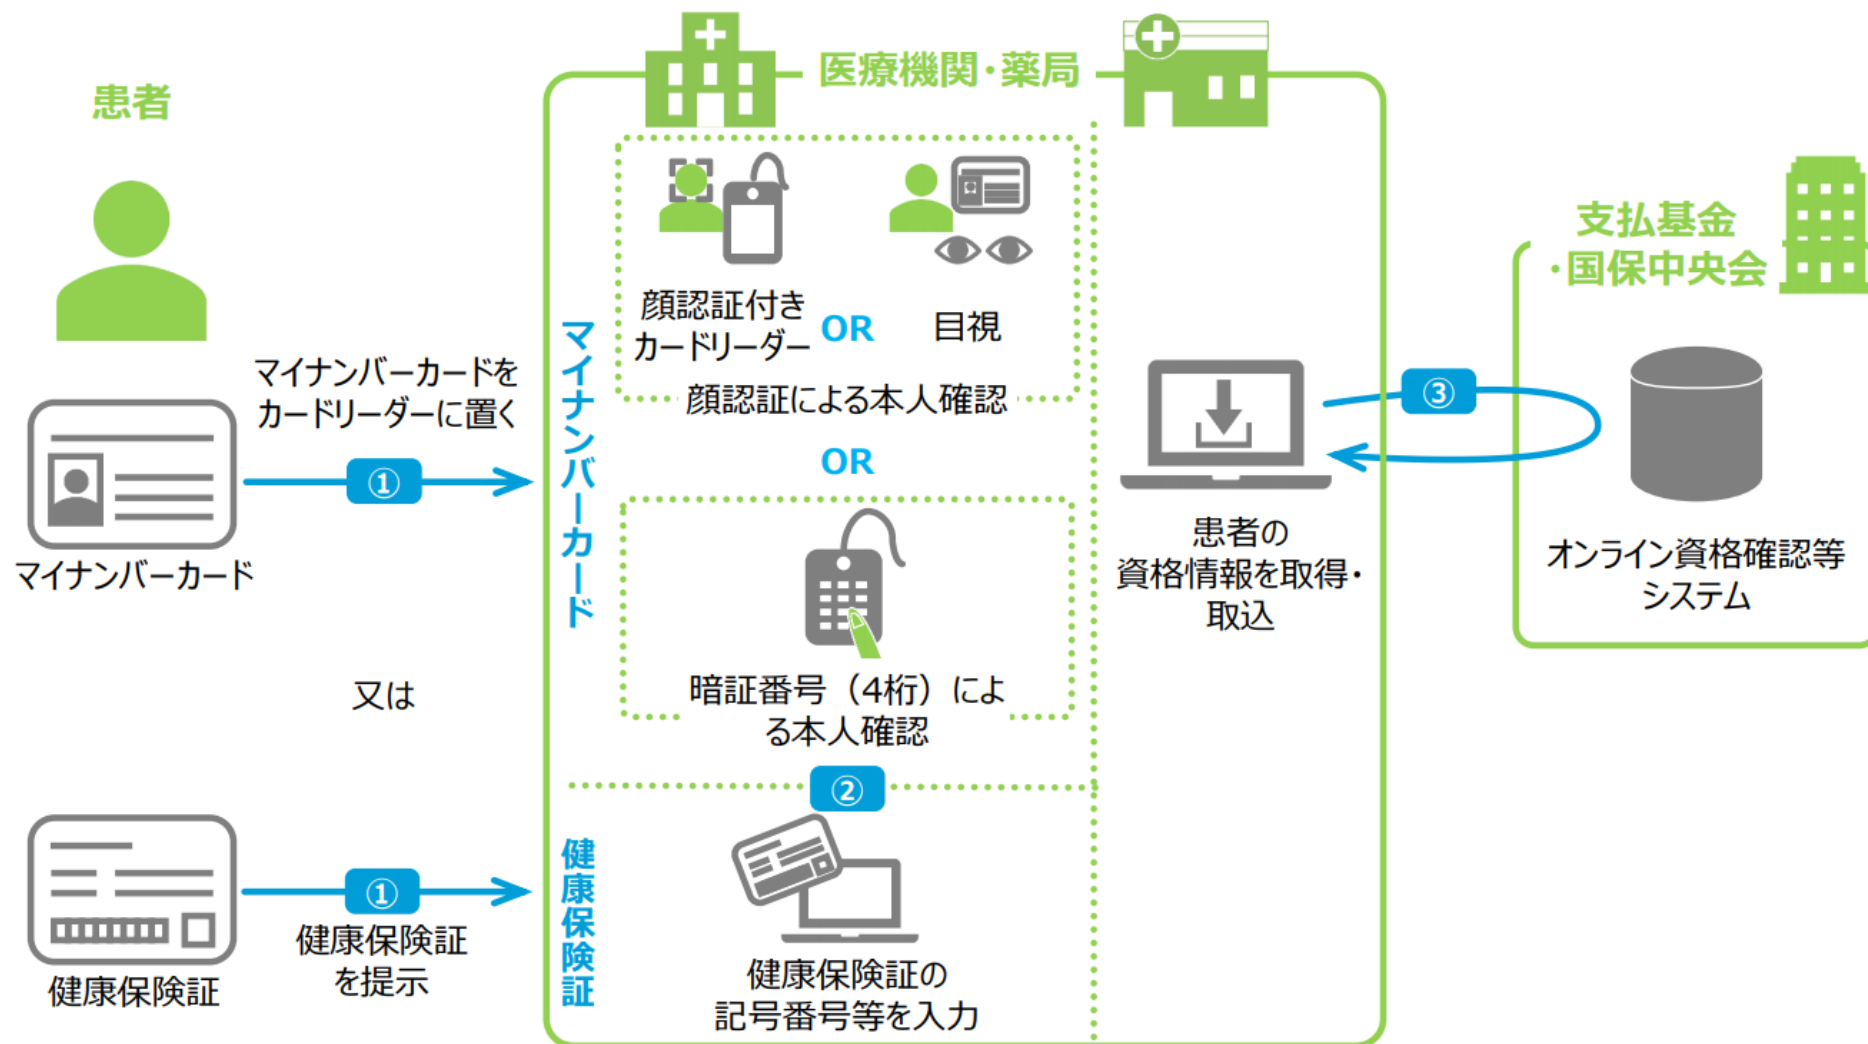 患者
マイナンバーカード
マイナンバーカードを
カードリーダーに置く
①
又は
健康保険証
①
健康保険証
を提示
医療機関・薬局
マイナンバーカード
顔認証付き
カードリーダー
OR
目視
顔認証による本人確認
OR
暗証番号（4桁）によ
る本人確認
②
健康保険証
健康保険証の
記号番号等を入力
患者の
資格情報を取得・
取込
③
支払基金
・国保中央会
オンライン資格確認等
システム